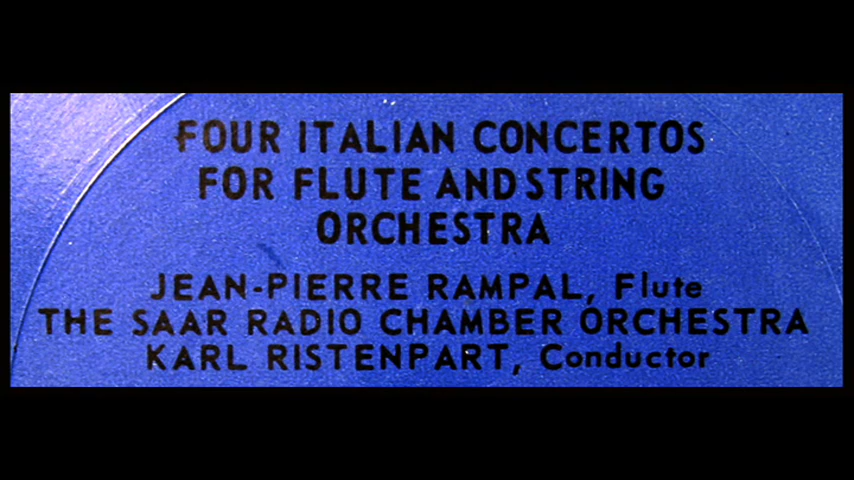 FOUR ITALIAN CONCERTOS
FOR FLUTE AND STRING
ORCHESTRA
JEAN-PIERRE RAMPAL, Flute
THE SAAR RADIO CHAMBER ORCHESTRA
KARL RISTENPART, Conductor